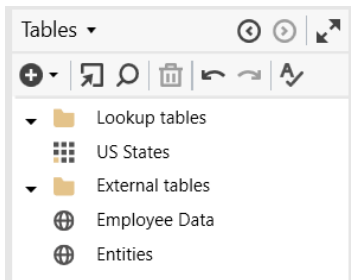 Tables
Lookup tables
US States
External tables
Employee Data
Entities